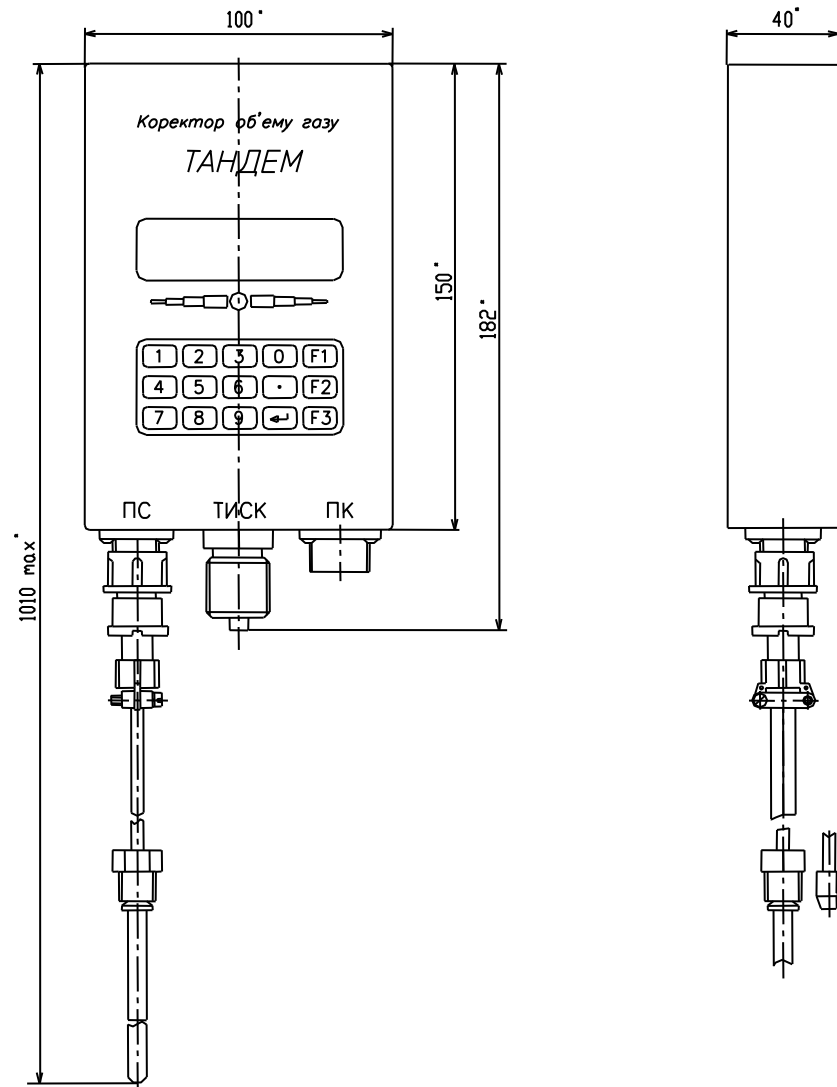 100*
40*
Коректор об'єму газу
ТАНДЕМ
150*
182*
1 2 3 0 F1
4 5 6 · F2
7 8 9 ↵ F3
ПС ТИСК ПК
1010 max*